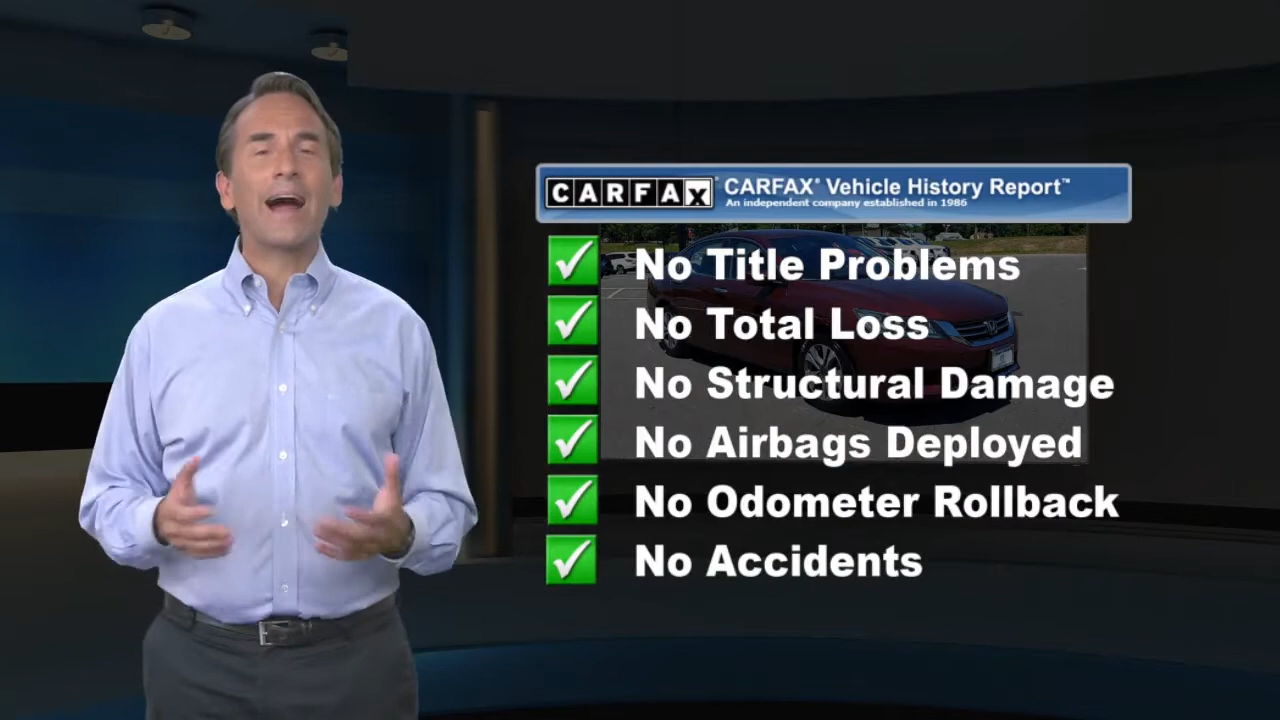 CARFAX® CARFAX® Vehicle History Report™
An independent company established in 1986
No Title Problems
No Total Loss
No Structural Damage
No Airbags Deployed
No Odometer Rollback
No Accidents